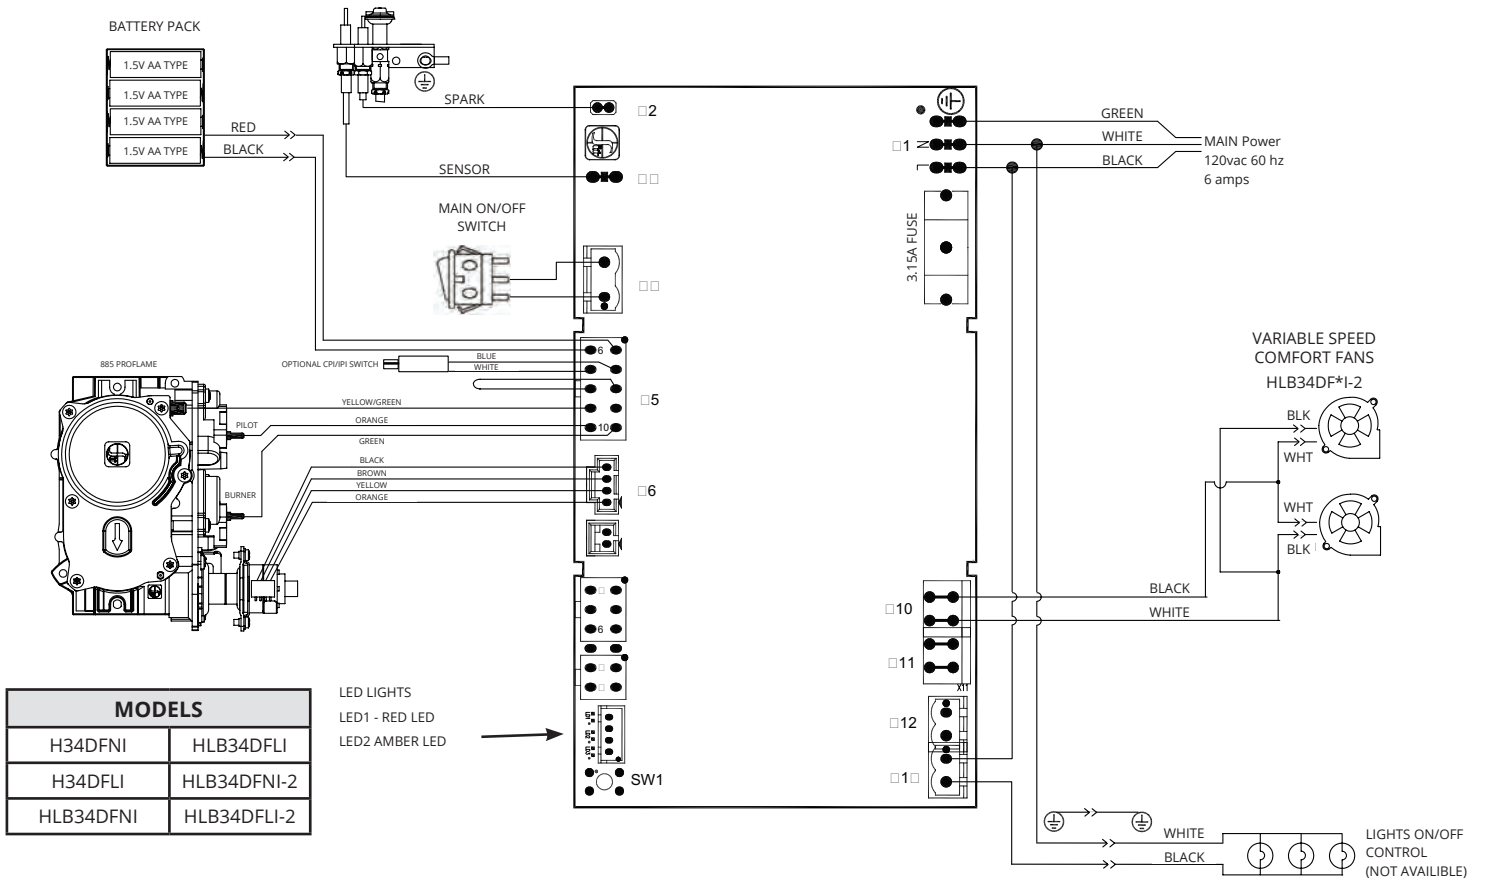 BATTERY PACK
1.5V AA TYPE
1.5V AA TYPE
1.5V AA TYPE
1.5V AA TYPE
RED
BLACK
SPARK
SENSOR
MAIN ON/OFF
SWITCH
2
1
N
L
GREEN
WHITE
BLACK
MAIN Power
120vac 60 hz
6 amps
3.15A FUSE
885 PROFLAME
OPTIONAL CPI/IPI SWITCH
BLUE
WHITE
YELLOW/GREEN
PILOT
ORANGE
GREEN
BLACK
BROWN
YELLOW
ORANGE
BURNER
6
10
5
6
6
VARIABLE SPEED
COMFORT FANS
HLB34DF*I-2
BLK
WHT
WHT
BLK
BLACK
WHITE
10
11
X11
12
1
MODELS
H34DFNI HLB34DFLI
H34DFLI HLB34DFNI-2
HLB34DFNI HLB34DFLI-2
LED LIGHTS
LED1 - RED LED
LED2 AMBER LED
SW1
WHITE
BLACK
LIGHTS ON/OFF
CONTROL
(NOT AVAILIBLE)